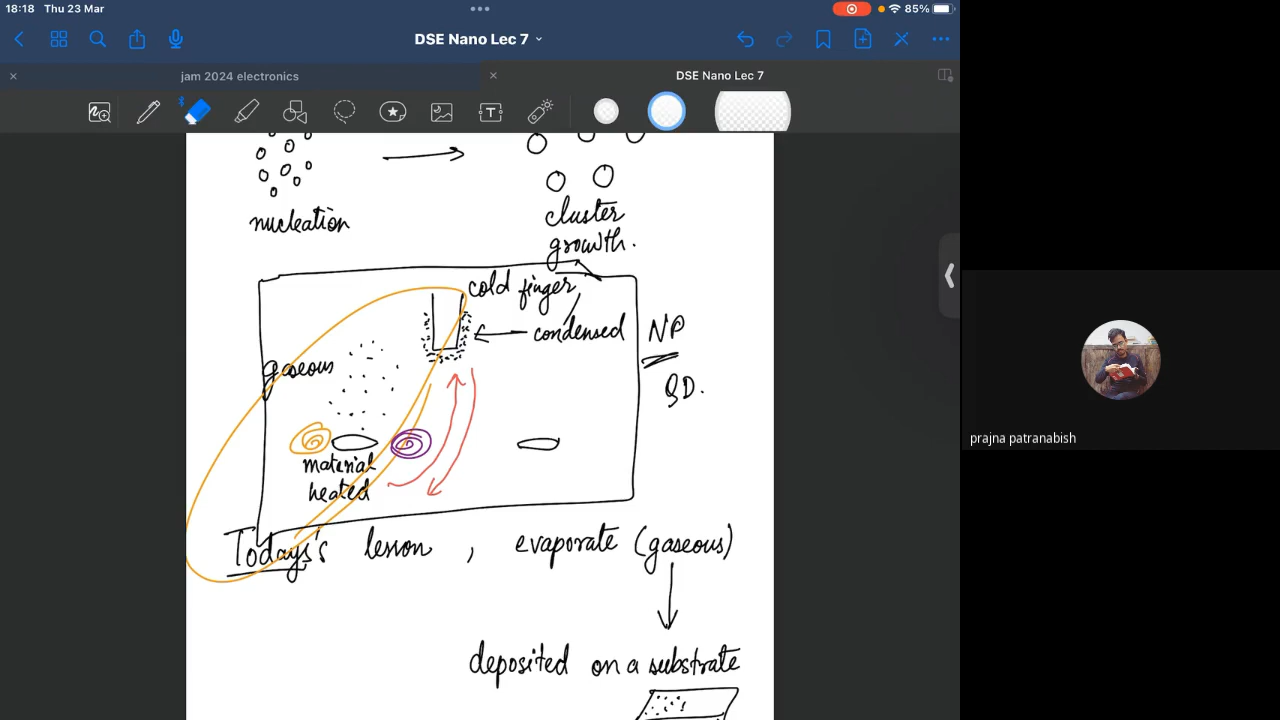 18:18 Thu 23 Mar
85%
DSE Nano Lec 7
jam 2024 electronics
DSE Nano Lec 7
nucleation
cluster
growth.
cold finger
condensed
NP
QD.
gaseous
material
heated
Todays's lesson, evaporate (gaseous)
deposited on a substrate
prajna patranabish